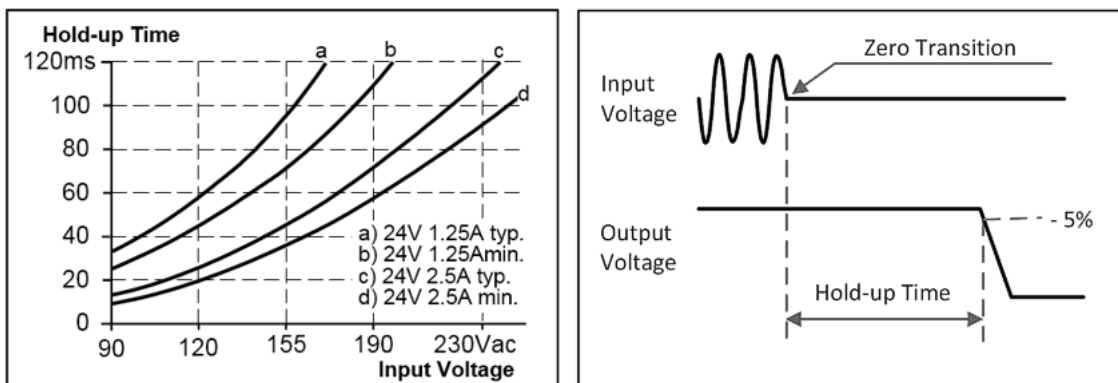 Hold-up Time
120ms
100
80
60
40
20
0
a
b
c
d
a) 24V 1.25A typ.
b) 24V 1.25Amin.
c) 24V 2.5A typ.
d) 24V 2.5A min.
90
120
155
190
230Vac
Input Voltage
Zero Transition
Input
Voltage
Output
Voltage
- 5%
Hold-up Time